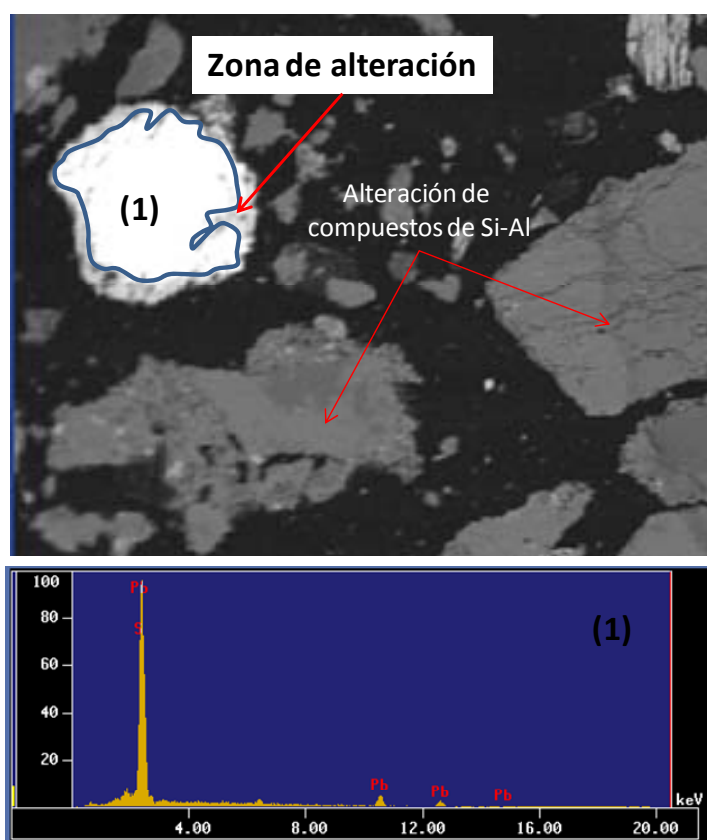 Zona de alteración
(1)
Alteración de
compuestos de Si-Al
100
Pb
80
S
(1)
60
40
20
Pb
Pb
Pb
keV
4.00
8.00
12.00
16.00
20.00